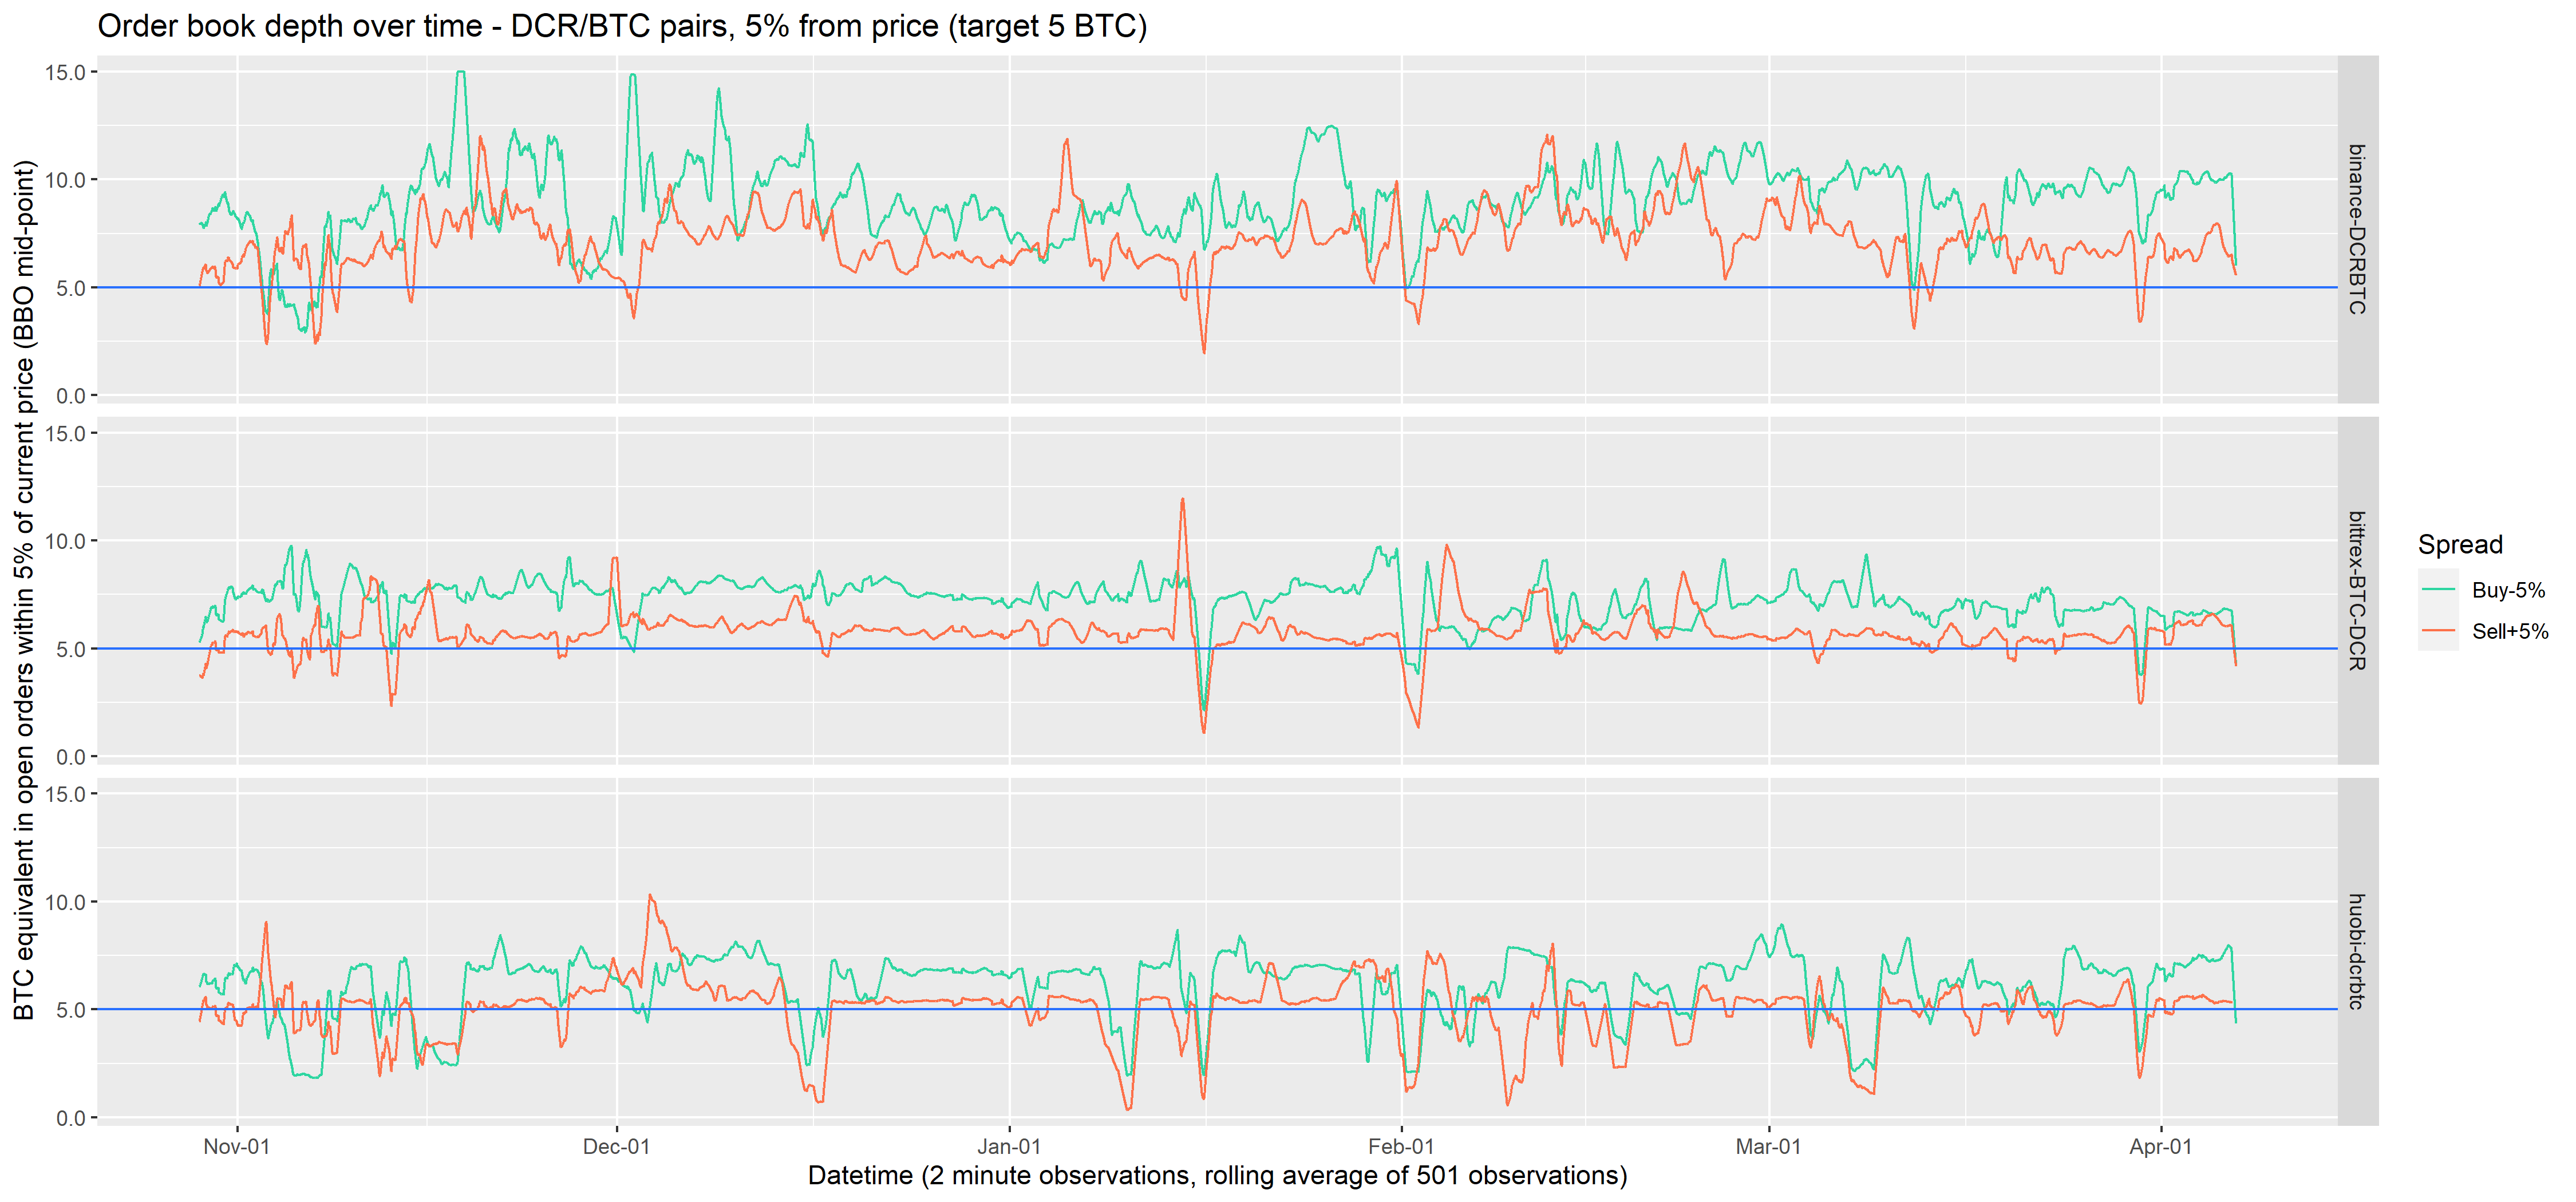 Order book depth over time - DCR/BTC pairs, 5% from price (target 5 BTC)
BTC equivalent in open orders within 5% of current price (BBO mid-point)
15.0
10.0
5.0
0.0
binance-DCRBTC
15.0
10.0
5.0
0.0
bittrex-BTC-DCR
15.0
10.0
5.0
0.0
huobi-dcrbtc
Nov-01
Dec-01
Jan-01
Feb-01
Mar-01
Apr-01
Datetime (2 minute observations, rolling average of 501 observations)
Spread
Buy-5%
Sell+5%